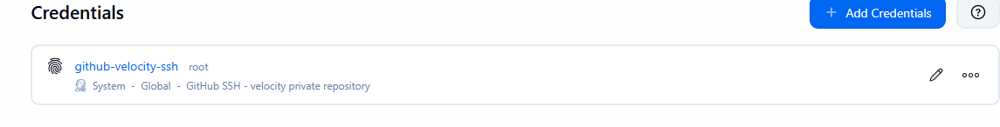 Credentials
+ Add Credentials
github-velocity-ssh root
System - Global - GitHub SSH - velocity private repository